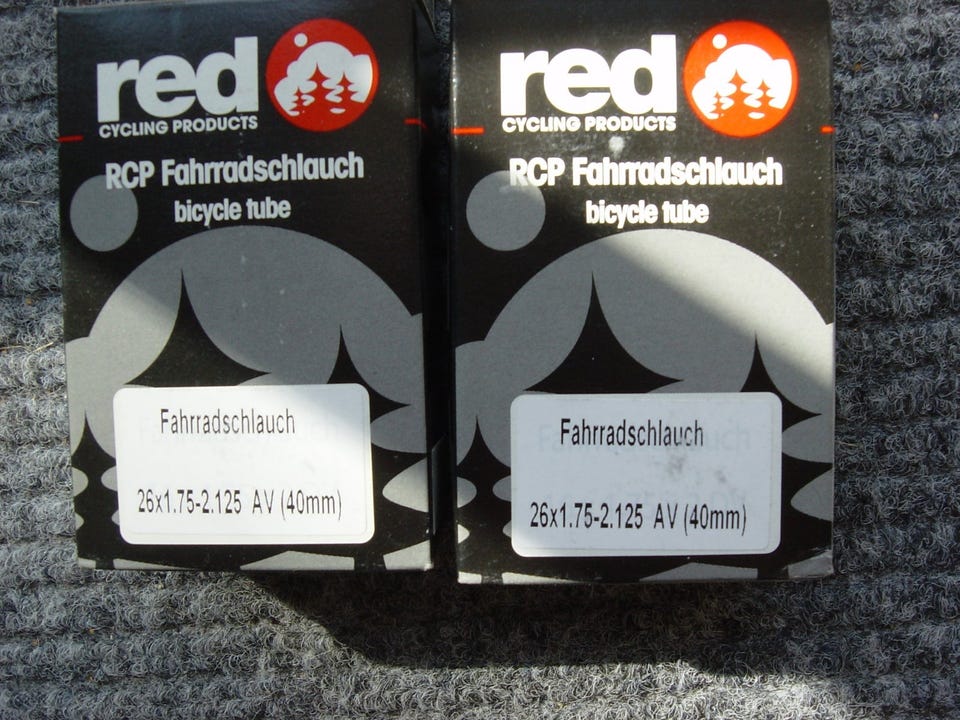 red
CYCLING PRODUCTS
RCP Fahrradschlauch
bicycle tube
Fahrradschlauch
26x1.75-2.125 AV (40mm)
red
CYCLING PRODUCTS
RCP Fahrradschlauch
bicycle tube
Fahrradschlauch
26x1.75-2.125 AV (40mm)